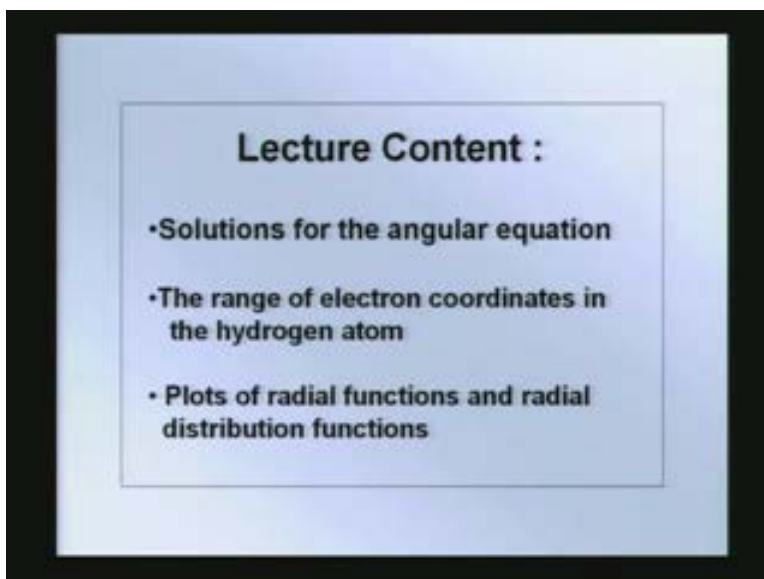 Lecture Content :
•Solutions for the angular equation
•The range of electron coordinates in
the hydrogen atom
• Plots of radial functions and radial
distribution functions